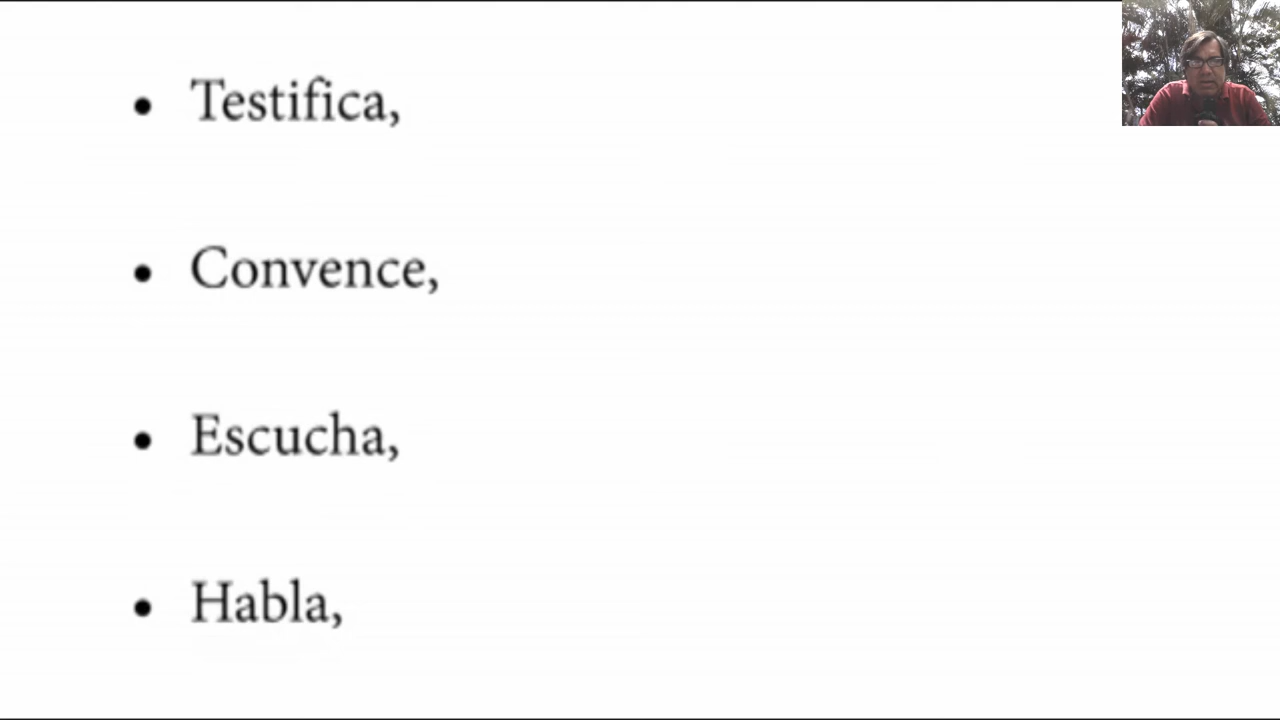 • Testifica,
• Convence,
• Escucha,
• Habla,